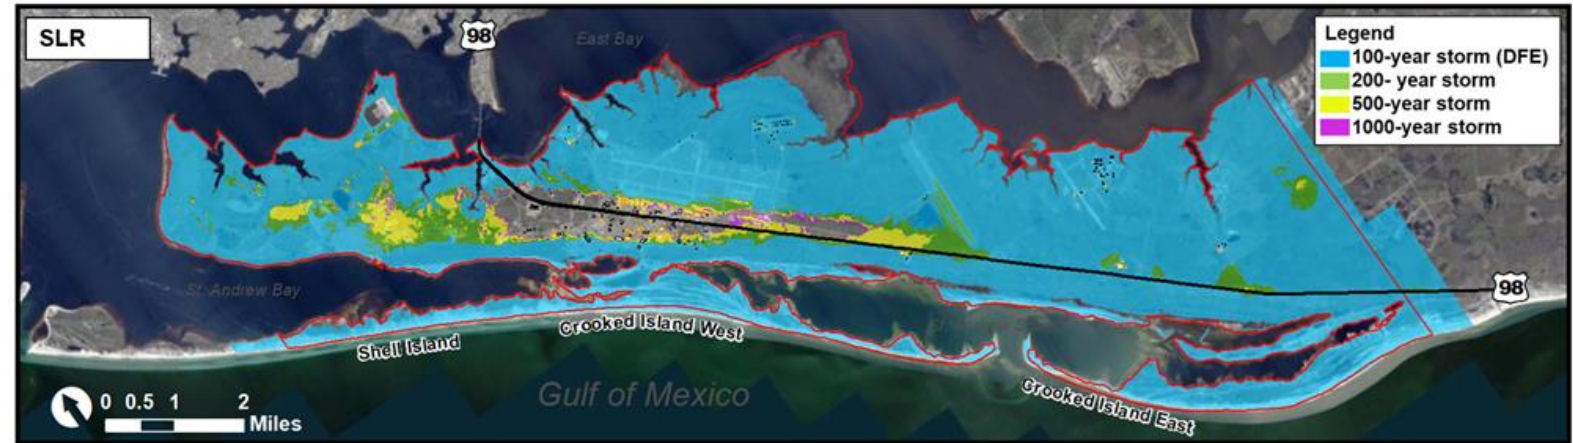 SLR
98
East Bay
Legend
100-year storm (DFE)
200- year storm
500-year storm
1000-year storm
St. Andrew Bay
98
Shell Island
Crooked Island West
Crooked Island East
Gulf of Mexico
0 0.5 1 2
Miles